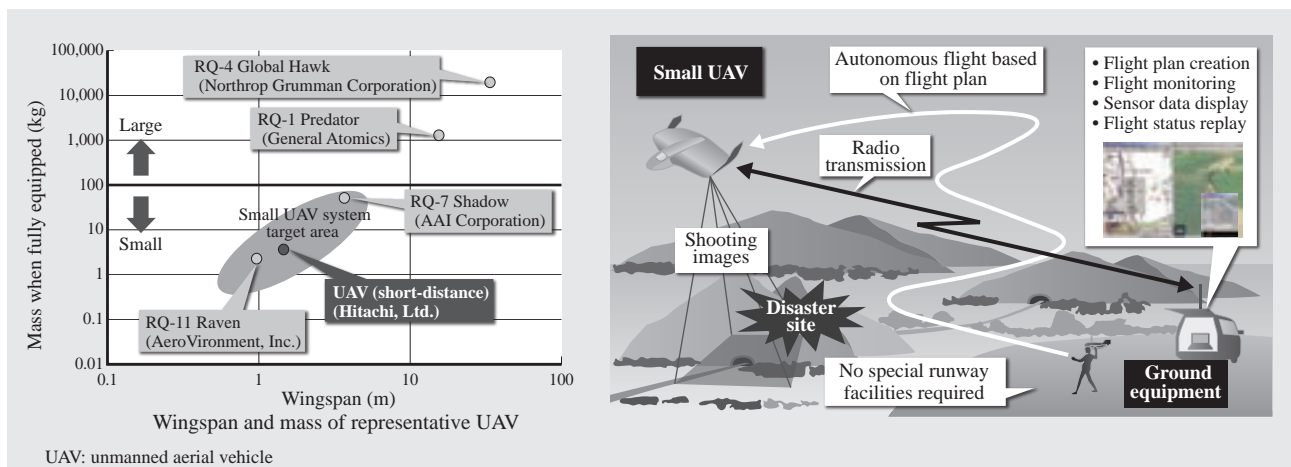 100,000
10,000
1,000
100
10
1
0.1
0.01
Mass when fully equipped (kg)
Large
Small
RQ-4 Global Hawk
(Northrop Grumman Corporation)
RQ-1 Predator
(General Atomics)
RQ-7 Shadow
(AAI Corporation)
Small UAV system
target area
UAV (short-distance)
(Hitachi, Ltd.)
RQ-11 Raven
(AeroVironment, Inc.)
0.1
1
10
100
Wingspan (m)
Wingspan and mass of representative UAV
UAV: unmanned aerial vehicle
Small UAV
Autonomous flight based
on flight plan
• Flight plan creation
• Flight monitoring
• Sensor data display
• Flight status replay
Radio
transmission
Shooting
images
Disaster
site
No special runway
facilities required
Ground
equipment